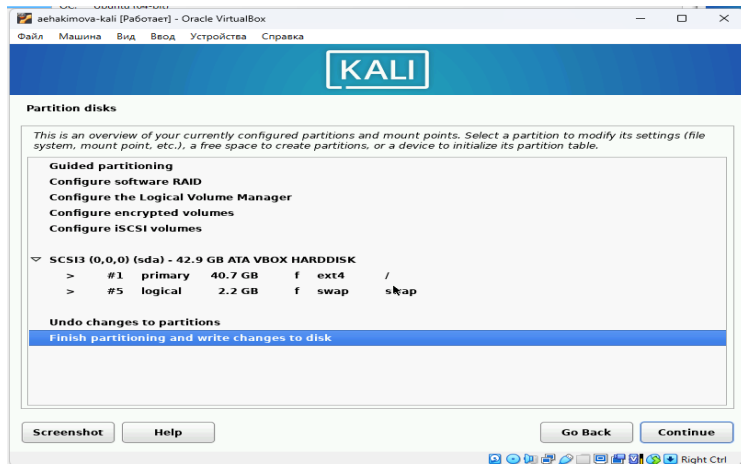 aehakimova-kali [Работает] - Oracle VirtualBox
Файл Машина Вид Ввод Устройства Справка
KALI
Partition disks
This is an overview of your currently configured partitions and mount points. Select a partition to modify its settings (file
system, mount point, etc.), a free space to create partitions, or a device to initialize its partition table.
Guided partitioning
Configure software RAID
Configure the Logical Volume Manager
Configure encrypted volumes
Configure iSCSI volumes
SCSI3 (0,0,0) (sda) - 42.9 GB ATA VBOX HARDDISK
> #1 primary 40.7 GB f ext4 /
> #5 logical 2.2 GB f swap swap
Undo changes to partitions
Finish partitioning and write changes to disk
Screenshot Help Go Back Continue
Right Ctrl